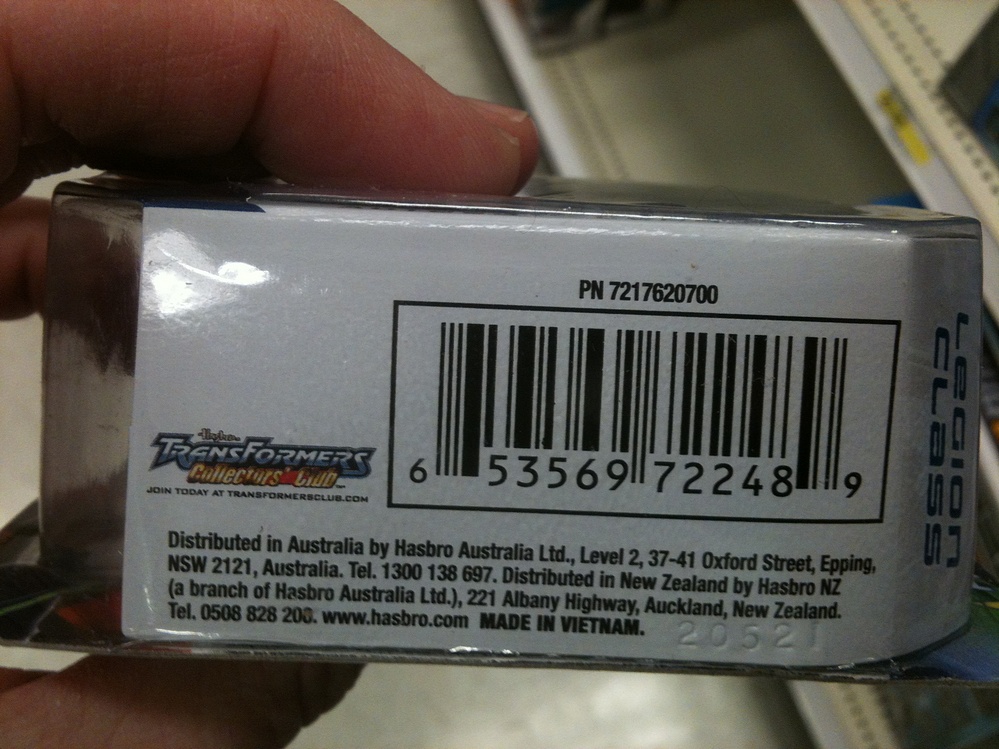 PN 7217620700
6 53569 72248 9
Hasbro
TRANSFORMERS
Collectors' Club™
JOIN TODAY AT TRANSFORMERSCLUB.COM
Distributed in Australia by Hasbro Australia Ltd., Level 2, 37-41 Oxford Street, Epping,
NSW 2121, Australia. Tel. 1300 138 697. Distributed in New Zealand by Hasbro NZ
(a branch of Hasbro Australia Ltd.), 221 Albany Highway, Auckland, New Zealand.
Tel. 0508 828 200. www.hasbro.com MADE IN VIETNAM.
20521
Legion
Class